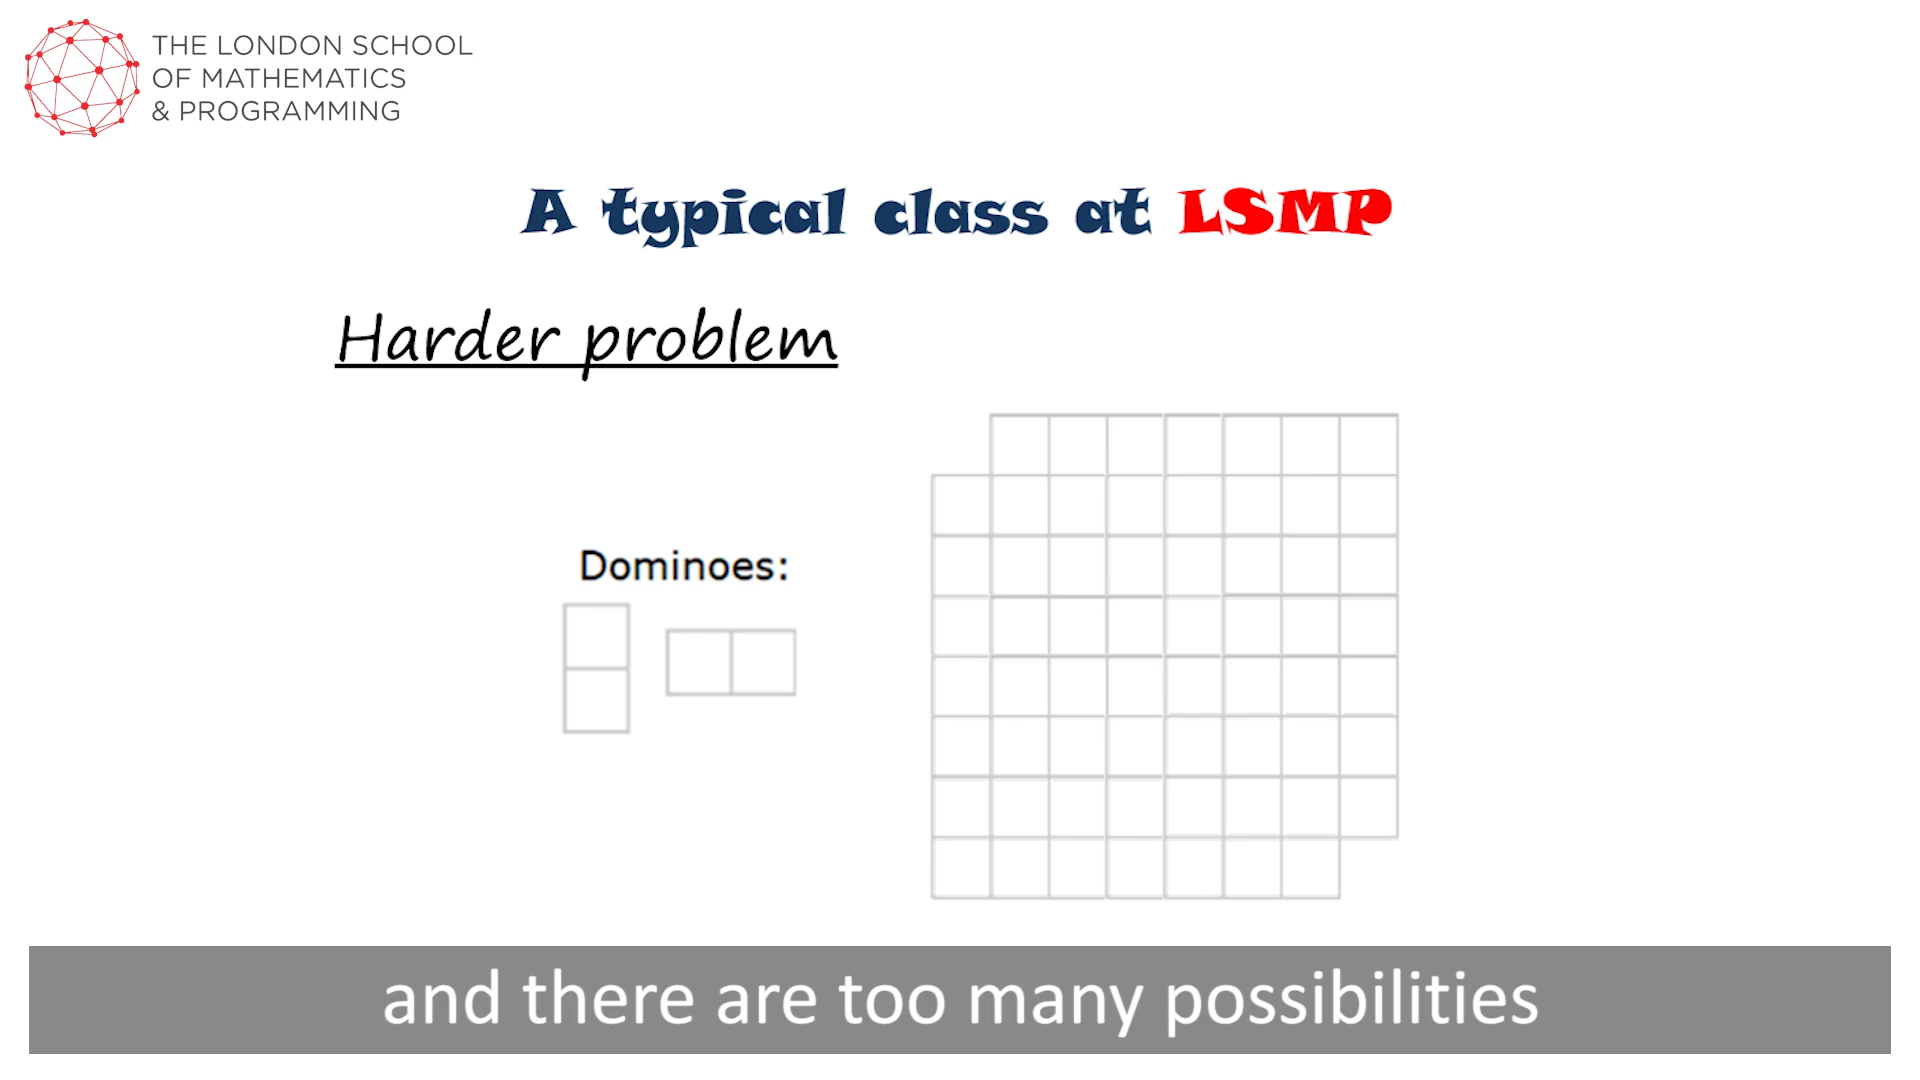 THE LONDON SCHOOL
OF MATHEMATICS
& PROGRAMMING
A typical class at LSMP
Harder problem
Dominoes:
and there are too many possibilities